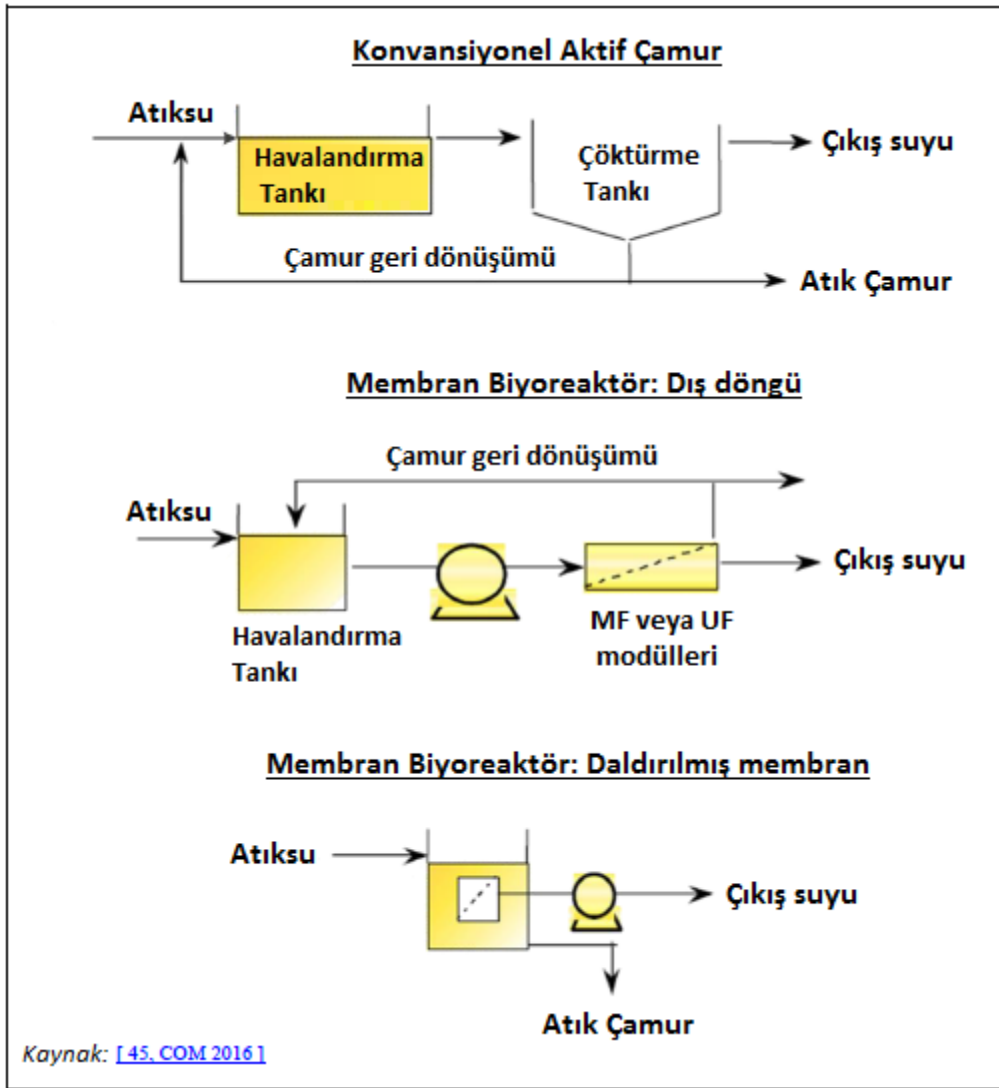 Konvansiyonel Aktif Çamur
Atıksu
Havalandırma
Tankı
Çöktürme
Tankı
Çıkış suyu
Çamur geri dönüşümü
Atık Çamur
Membran Biyoreaktör: Dış döngü
Çamur geri dönüşümü
Atıksu
Çıkış suyu
Havalandırma
Tankı
MF veya UF
modülleri
Membran Biyoreaktör: Daldırılmış membran
Atıksu
Çıkış suyu
Atık Çamur
Kaynak: [ 45, COM 2016 ]